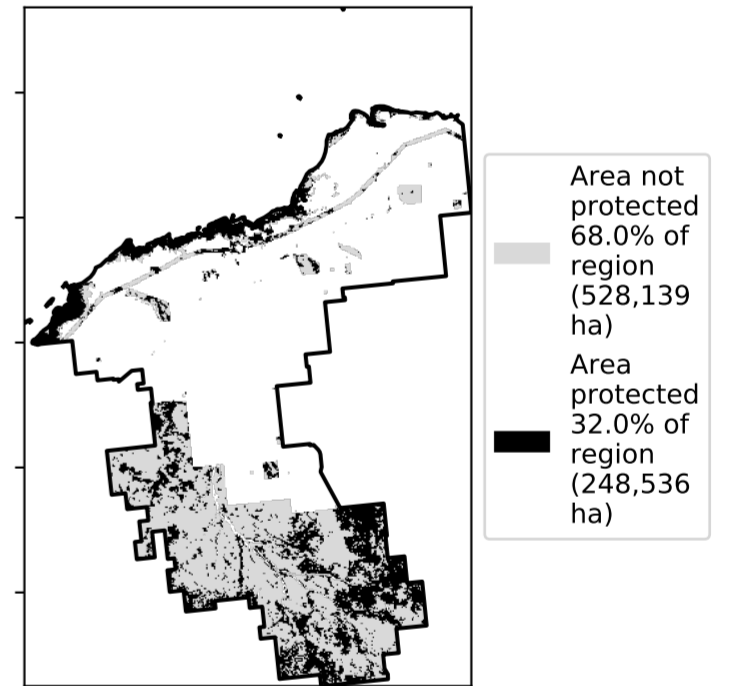 Area not
protected
68.0% of
region
(528,139
ha)
Area
protected
32.0% of
region
(248,536
ha)